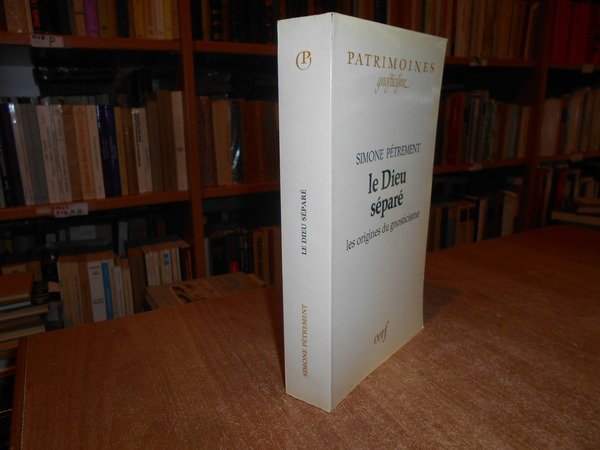 PATRIMOINES
gnosticisme
SIMONE PÉTREMENT
le Dieu
séparé
les origines du gnosticisme
cerf
P
LE DIEU SÉPARÉ
SIMONE PÉTREMENT